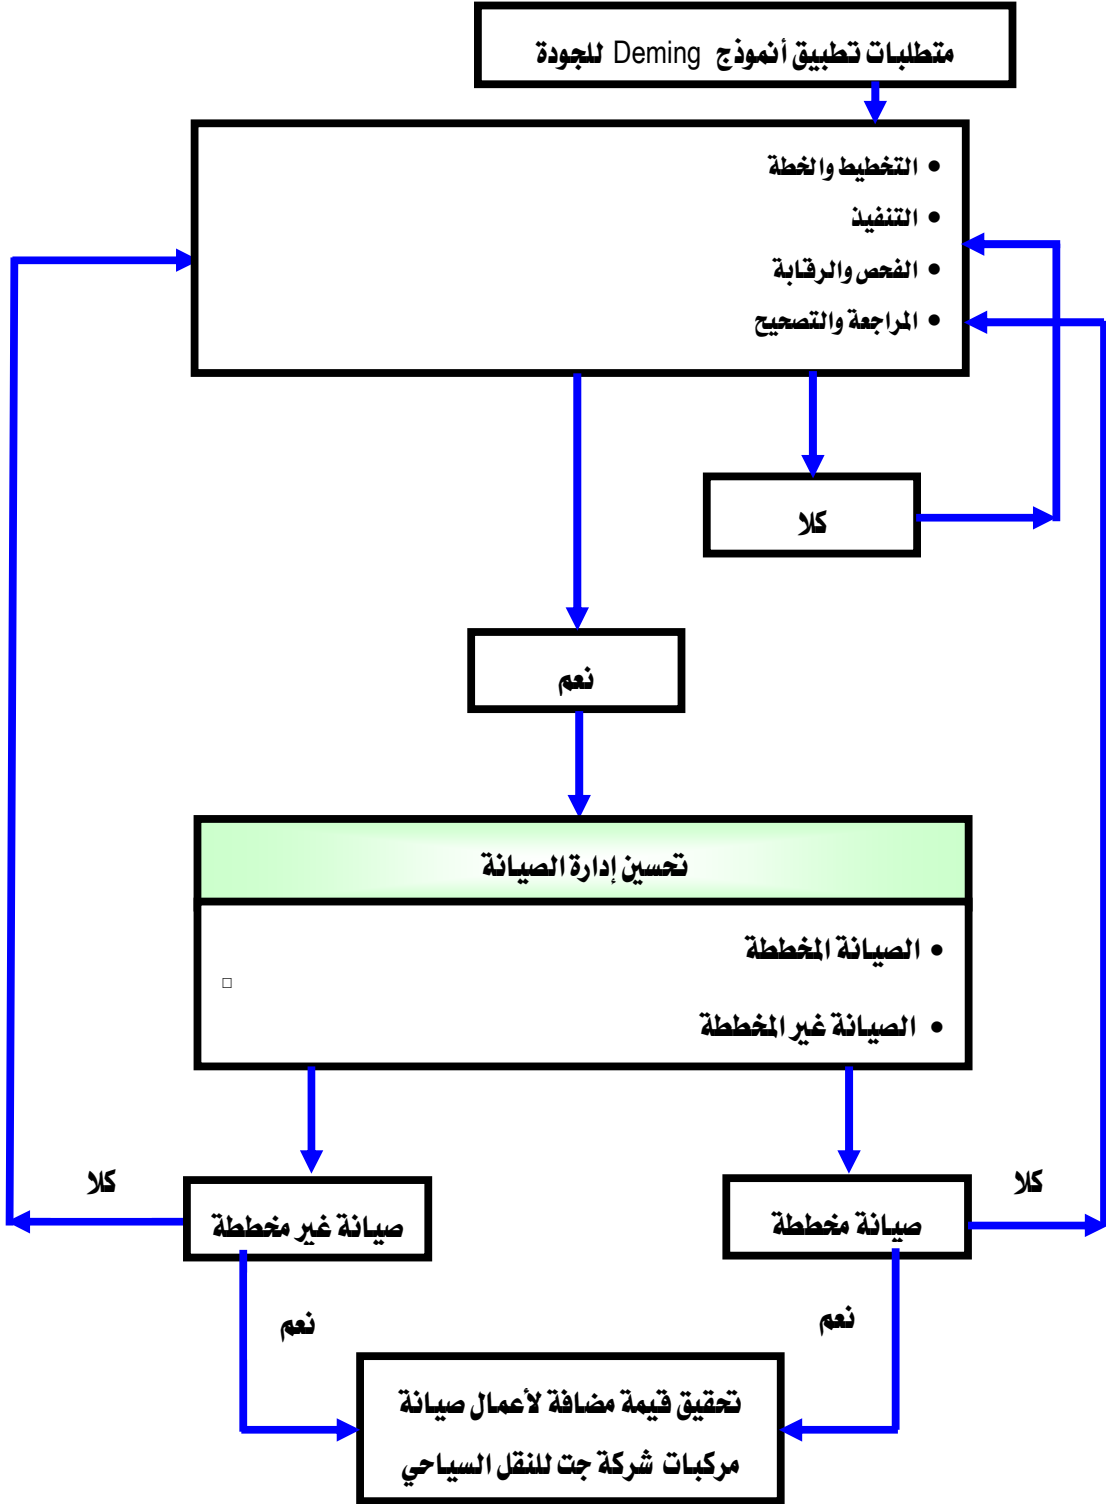 متطلبات تطبيق أنموذج Deming للجودة
• التخطيط والخطة
• التنفيذ
• الفحص والرقابة
• المراجعة والتصحيح
كلا
نعم
تحسين إدارة الصيانة
• الصيانة المخططة
• الصيانة غير المخططة
كلا
كلا
صيانة مخططة
صيانة غير مخططة
نعم
نعم
تحقيق قيمة مضافة لأعمال صيانة
مركبات شركة جت للنقل السياحي